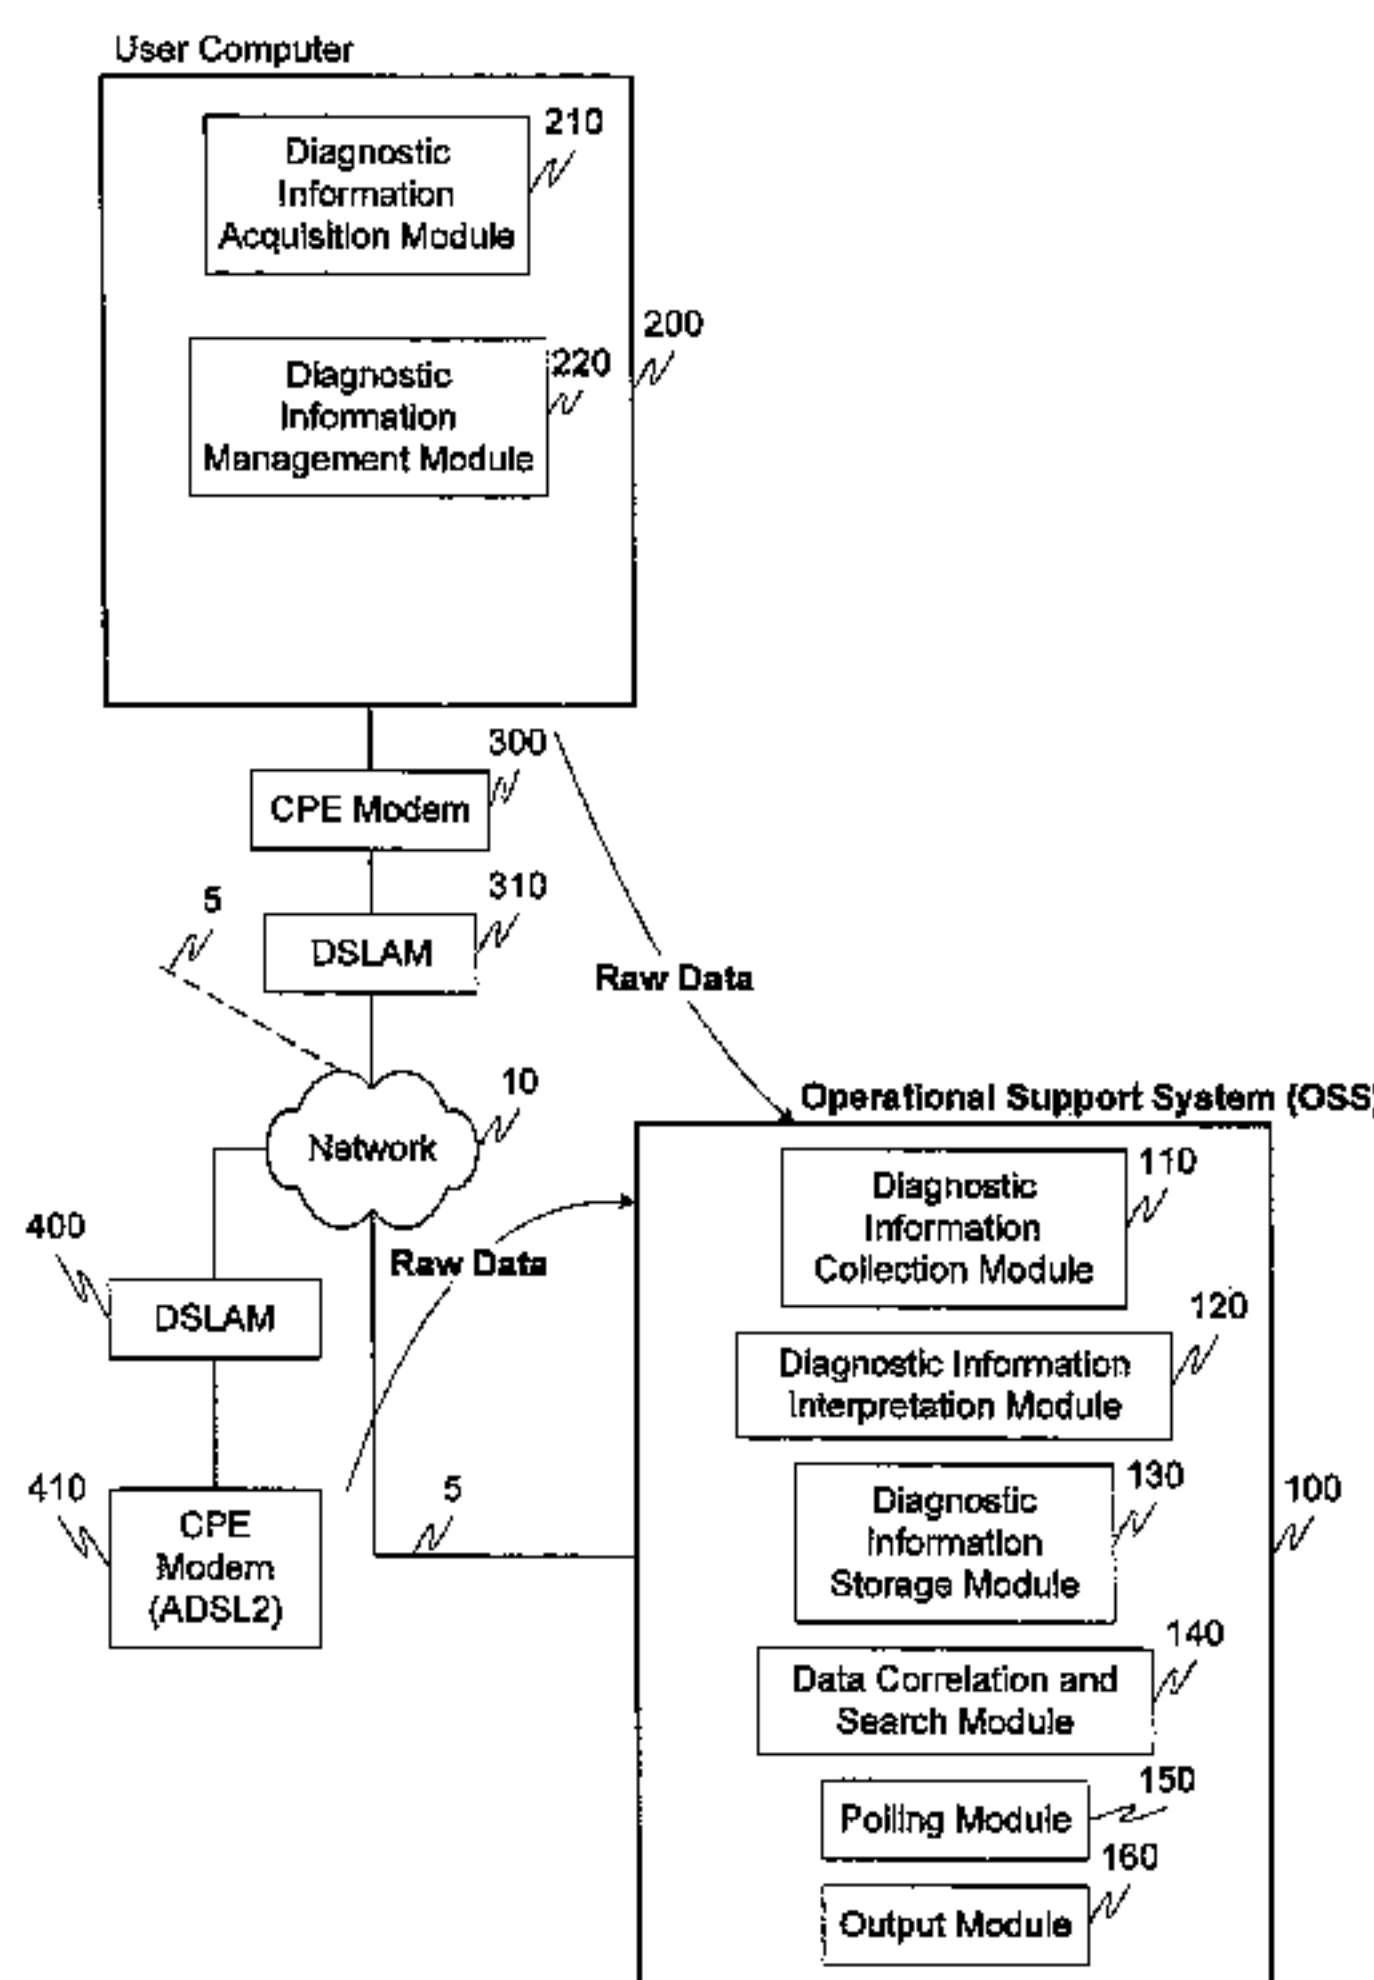 User Computer
210
Diagnostic
Information
Acquisition Module
200
220
Diagnostic
Information
Management Module
300
CPE Modem
310
5
DSLAM
Raw Data
10
Operational Support System (OSS)
Network
110
Diagnostic
Information
Collection Module
400
Raw Data
DSLAM
120
Diagnostic Information
Interpretation Module
410
CPE
Modem
(ADSL2)
5
130
Diagnostic
Information
Storage Module
100
140
Data Correlation and
Search Module
150
Polling Module
160
Output Module